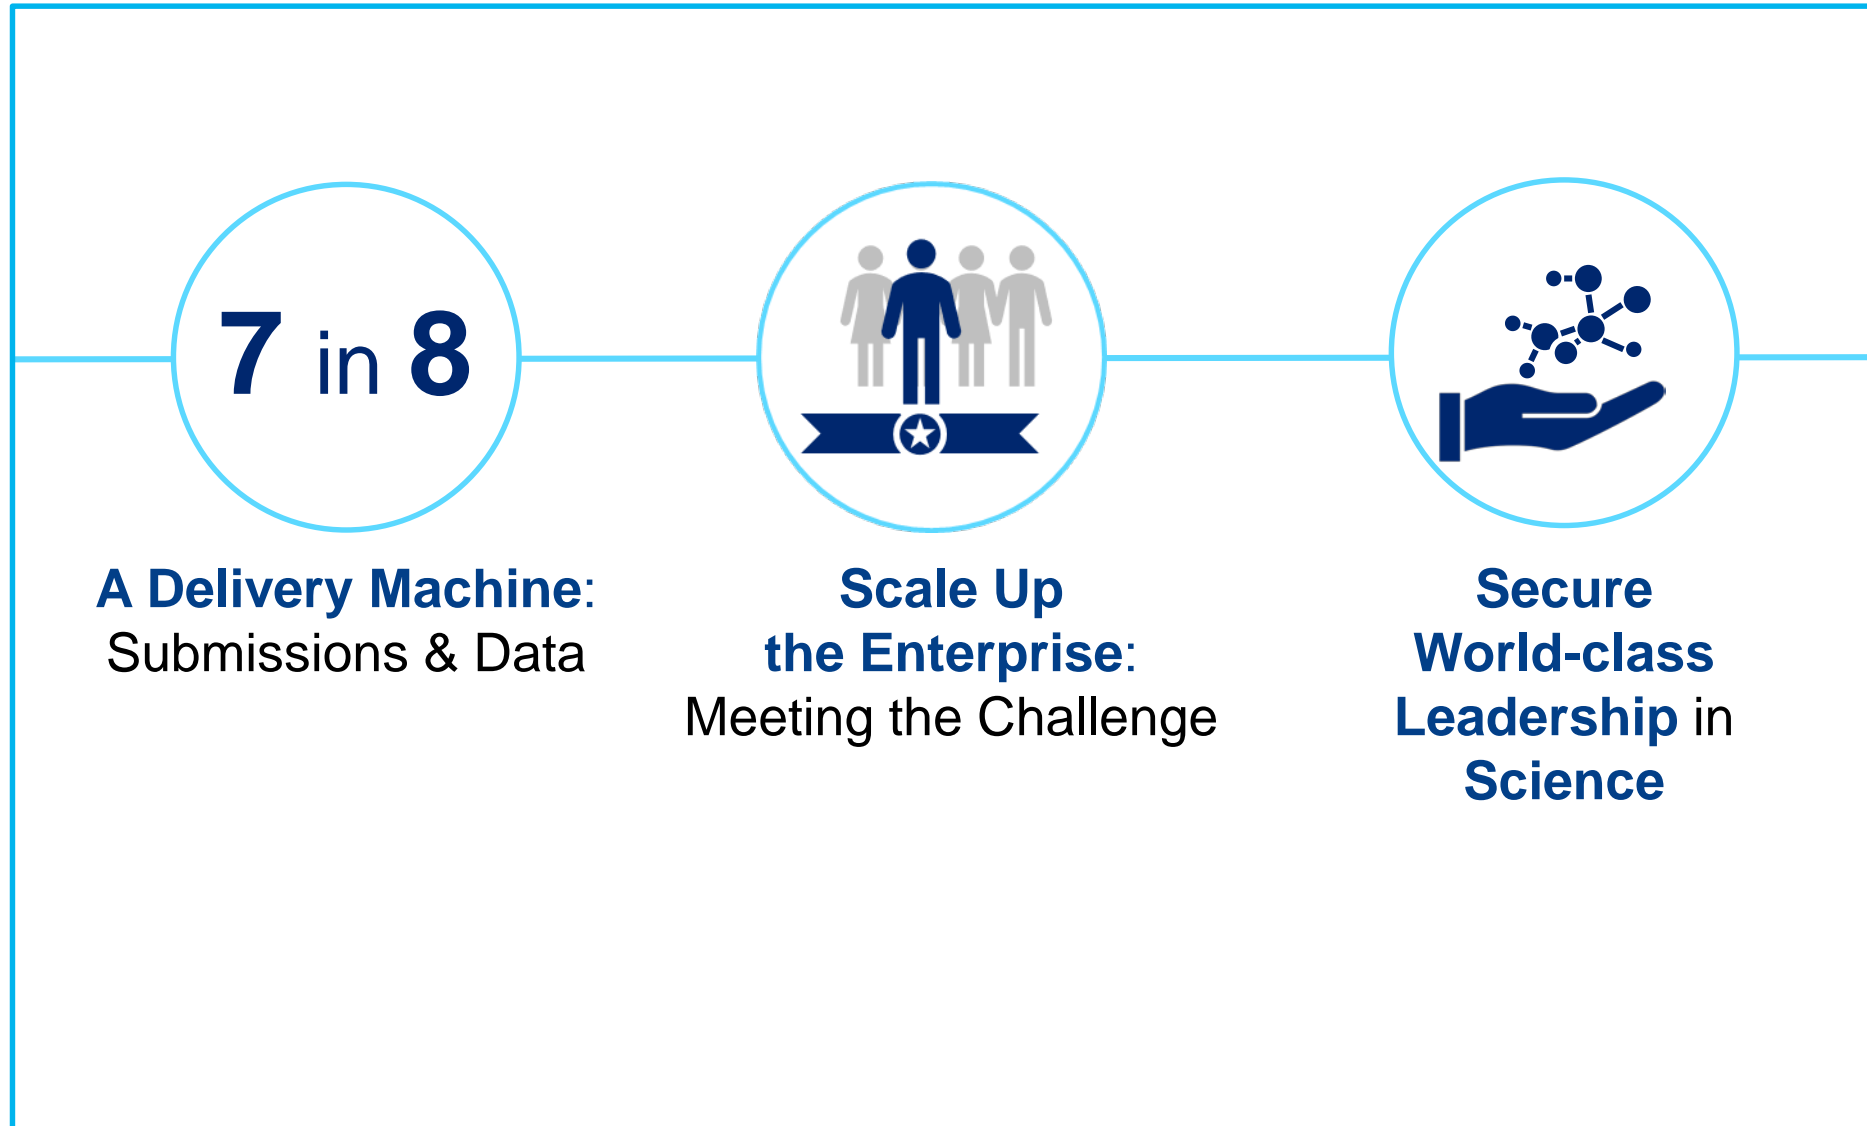 7 in 8
A Delivery Machine:
Submissions & Data
Scale Up
the Enterprise:
Meeting the Challenge
Secure
World-class
Leadership in
Science